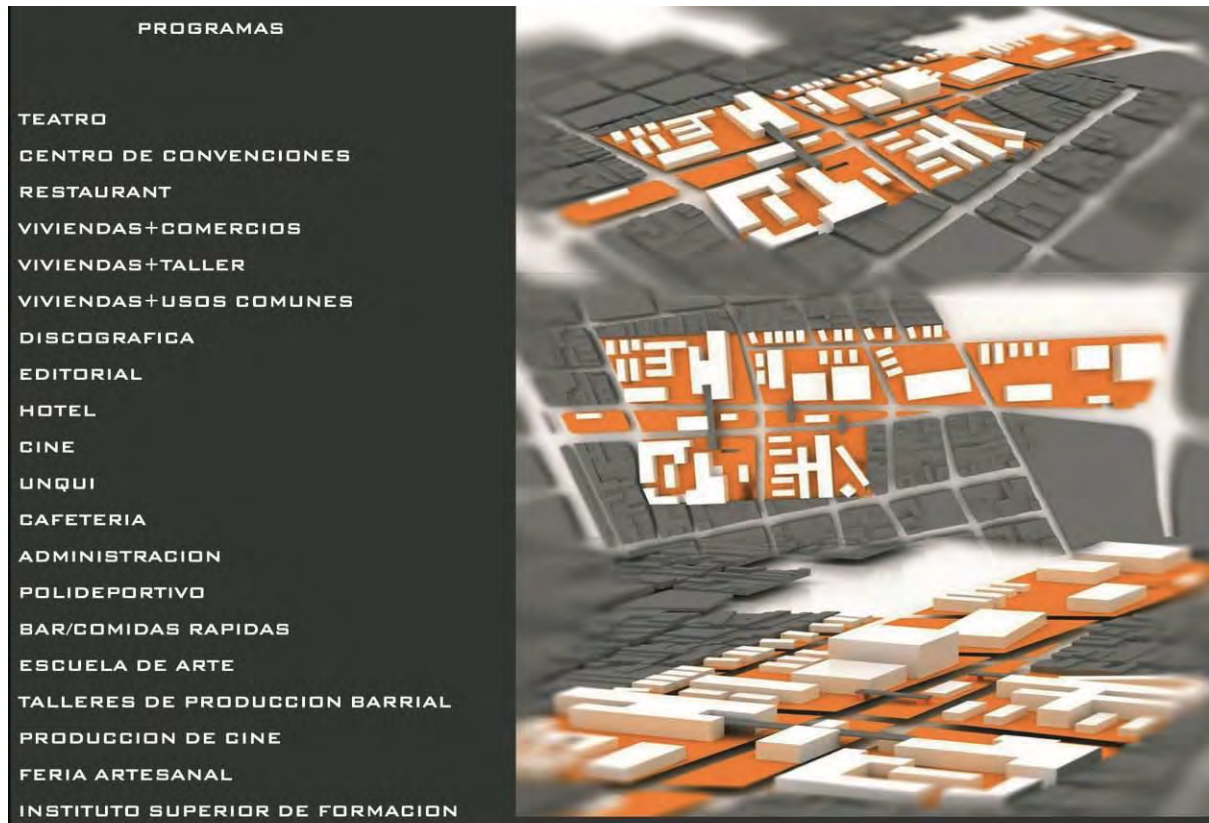 PROGRAMAS
TEATRO
CENTRO DE CONVENCIONES
RESTAURANT
VIVIENDAS+COMERCIOS
VIVIENDAS+TALLER
VIVIENDAS+USOS COMUNES
DISCOGRAFICA
EDITORIAL
HOTEL
CINE
UNQUI
CAFETERIA
ADMINISTRACION
POLIDEPORTIVO
BAR/COMIDAS RAPIDAS
ESCUELA DE ARTE
TALLERES DE PRODUCCION BARRIAL
PRODUCCION DE CINE
FERIA ARTESANAL
INSTITUTO SUPERIOR DE FORMACION